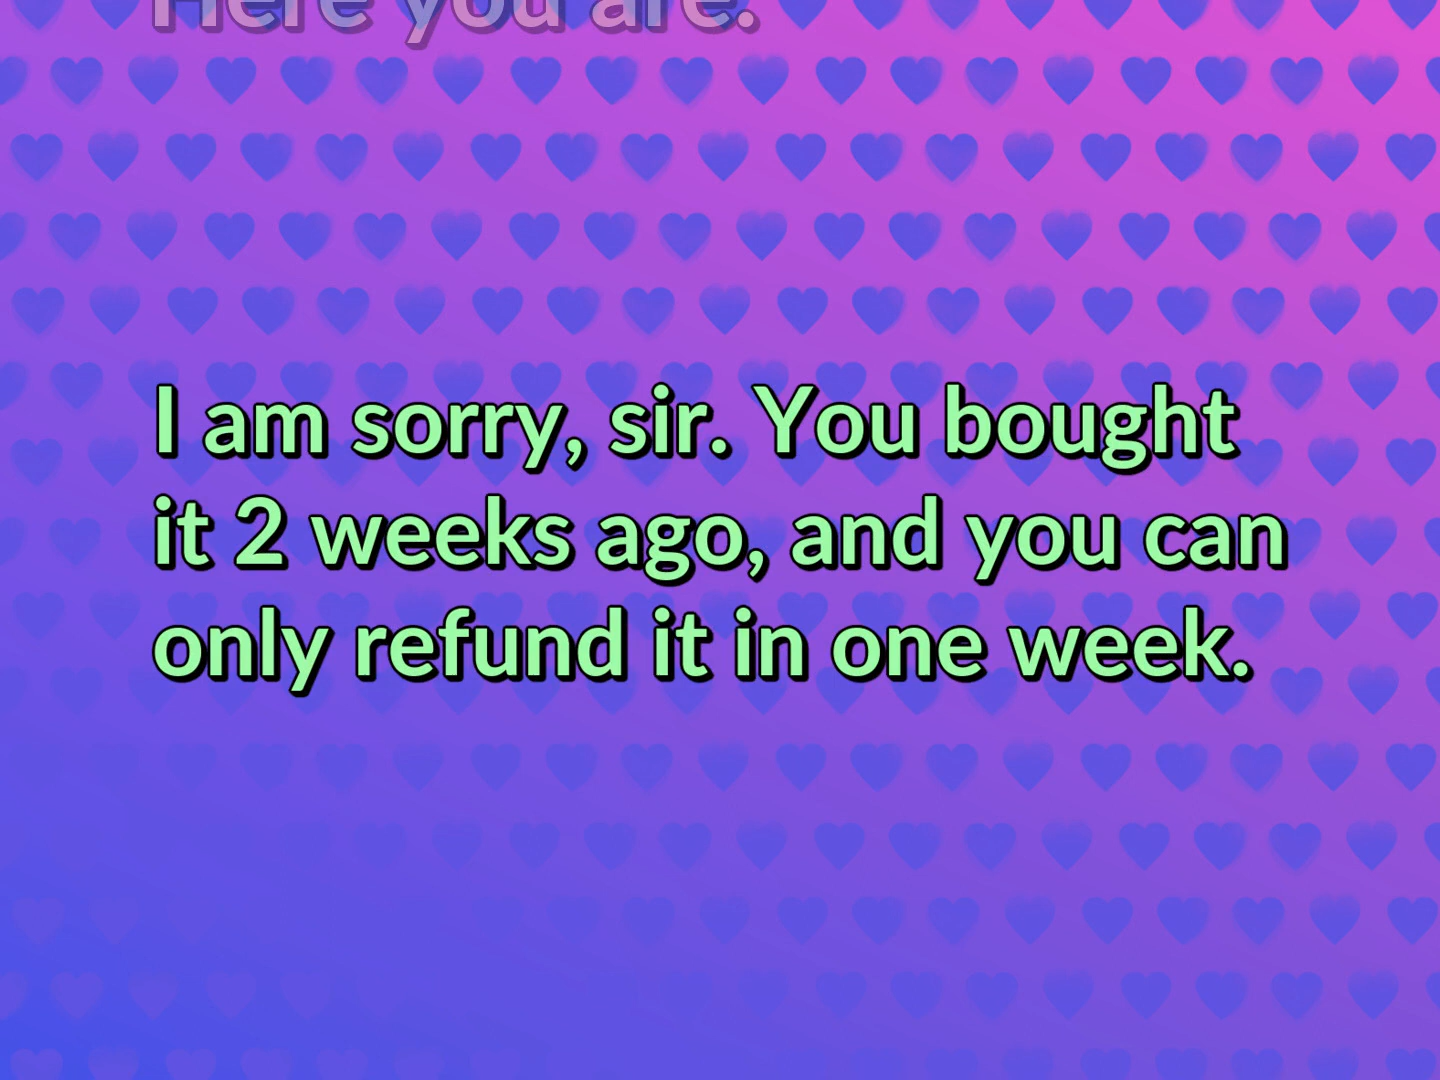 Here you are.
I am sorry, sir. You bought
it 2 weeks ago, and you can
only refund it in one week.